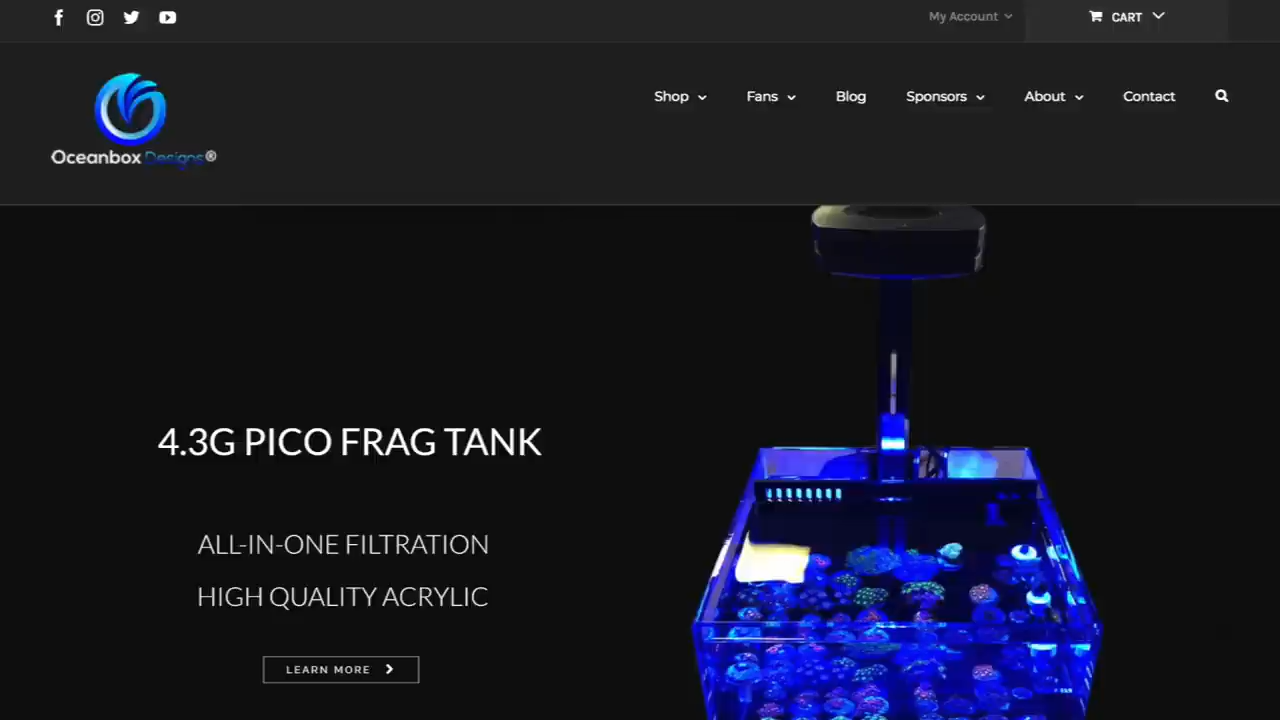 My Account
CART
Oceanbox Designs®
Shop
Fans
Blog
Sponsors
About
Contact
4.3G PICO FRAG TANK
ALL-IN-ONE FILTRATION
HIGH QUALITY ACRYLIC
LEARN MORE